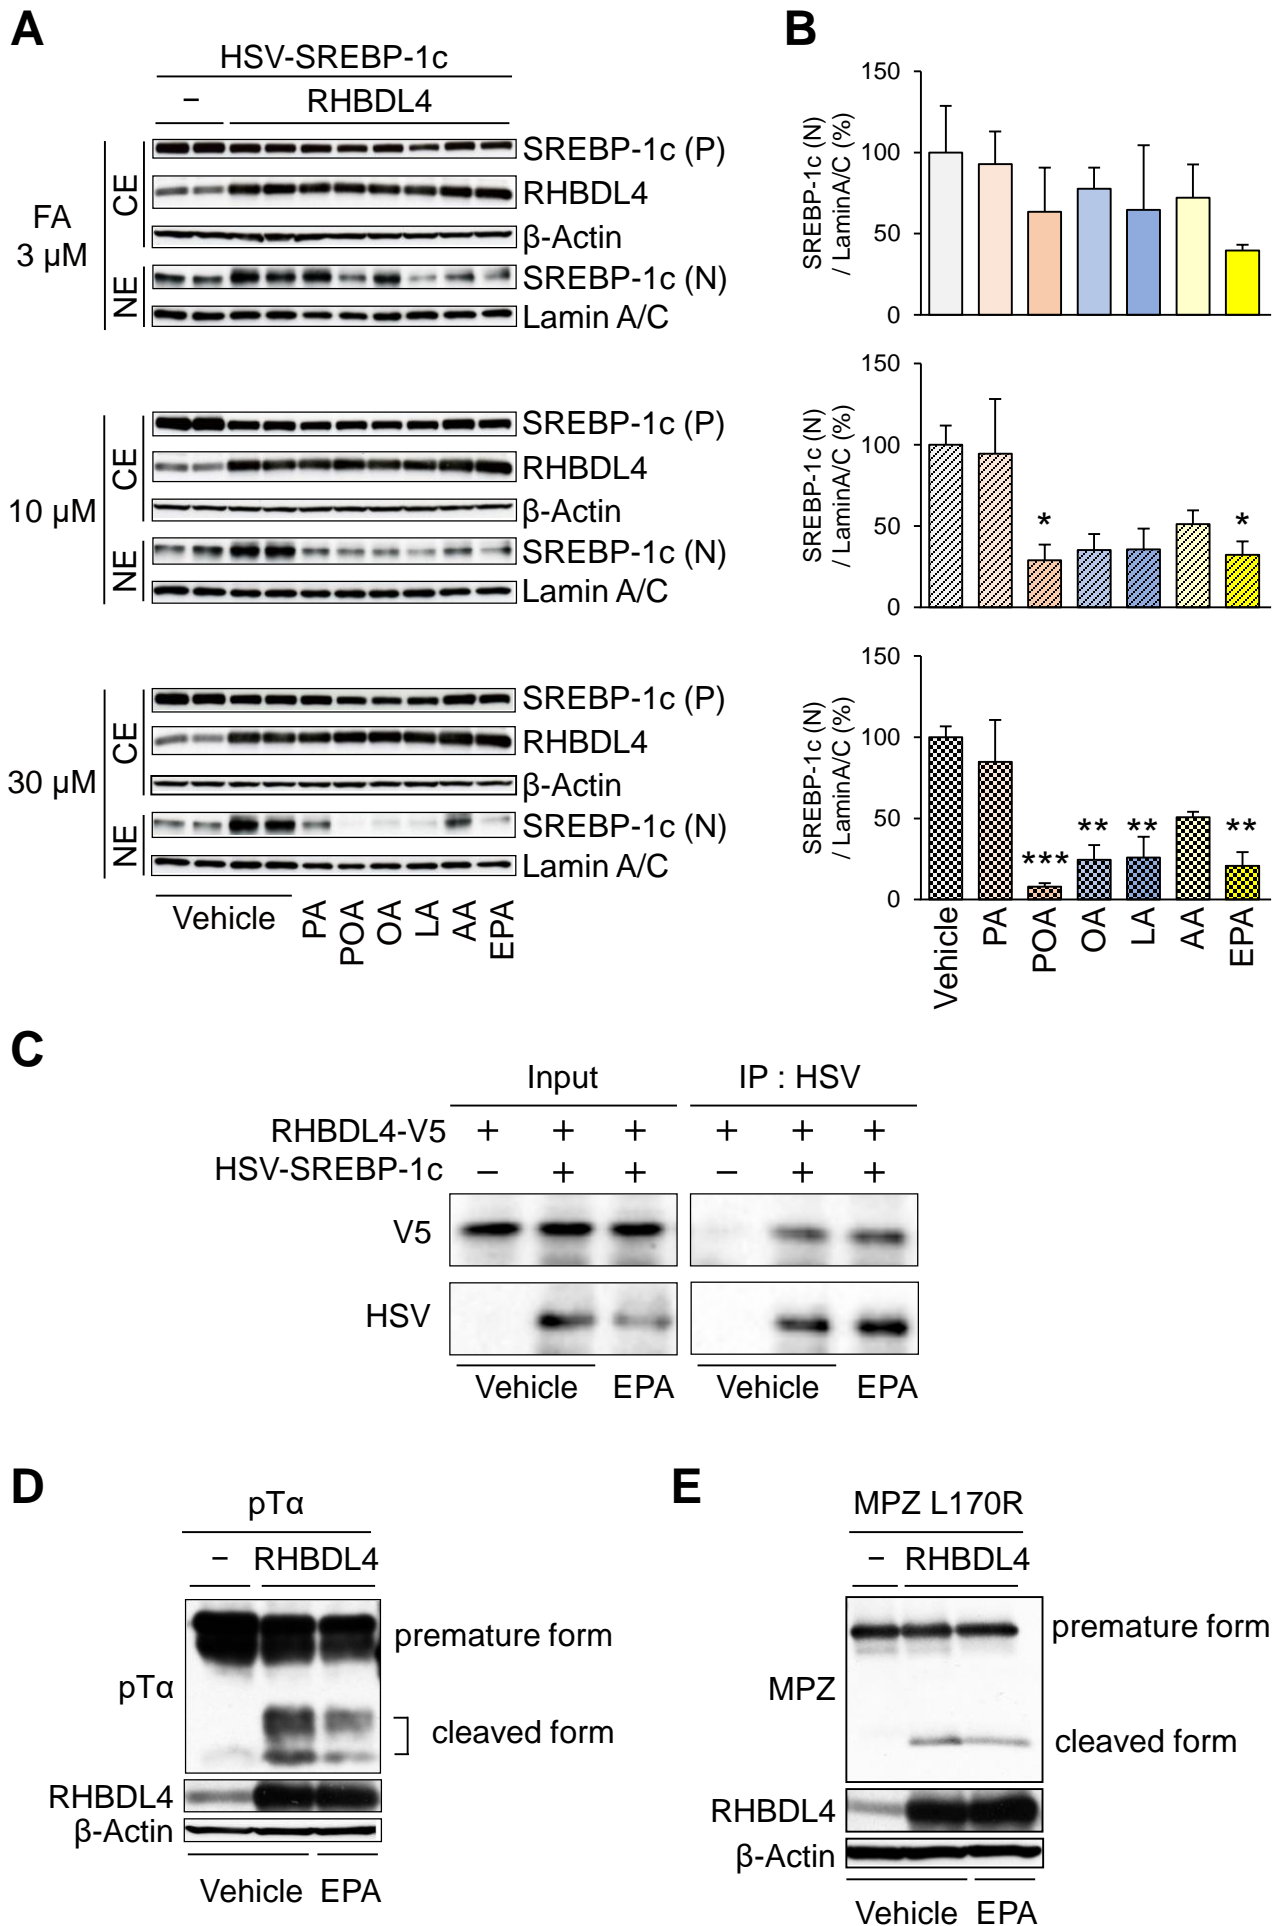 A
HSV-SREBP-1c
− RHBDL4
FA
3 μM
CE
SREBP-1c (P)
RHBDL4
β-Actin
NE
SREBP-1c (N)
Lamin A/C
10 μM
CE
SREBP-1c (P)
RHBDL4
β-Actin
NE
SREBP-1c (N)
Lamin A/C
30 μM
CE
SREBP-1c (P)
RHBDL4
β-Actin
NE
SREBP-1c (N)
Lamin A/C
Vehicle PA POA OA LA AA EPA
B
SREBP-1c (N)
/ LaminA/C (%)
150
100
50
0
SREBP-1c (N)
/ LaminA/C (%)
150
100
50
0
* *
SREBP-1c (N)
/ LaminA/C (%)
150
100
50
0
*** ** ** **
Vehicle PA POA OA LA AA EPA
C
Input IP : HSV
RHBDL4-V5 + + + + + +
HSV-SREBP-1c − + + − + +
V5
HSV
Vehicle EPA Vehicle EPA
D
pTα
− RHBDL4
premature form
pTα
cleaved form
RHBDL4
β-Actin
Vehicle EPA
E
MPZ L170R
− RHBDL4
premature form
MPZ
cleaved form
RHBDL4
β-Actin
Vehicle EPA